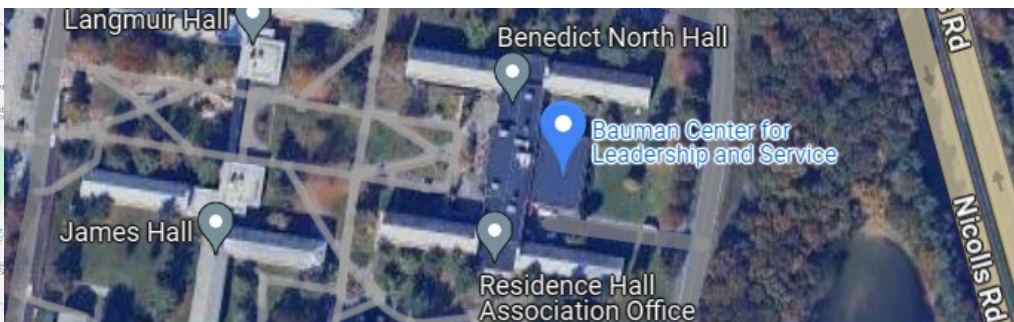 Langmuir Hall
s Rd
Benedict North Hall
Bauman Center for
Leadership and Service
James Hall
Nicolls Rd
Residence Hall
Association Office